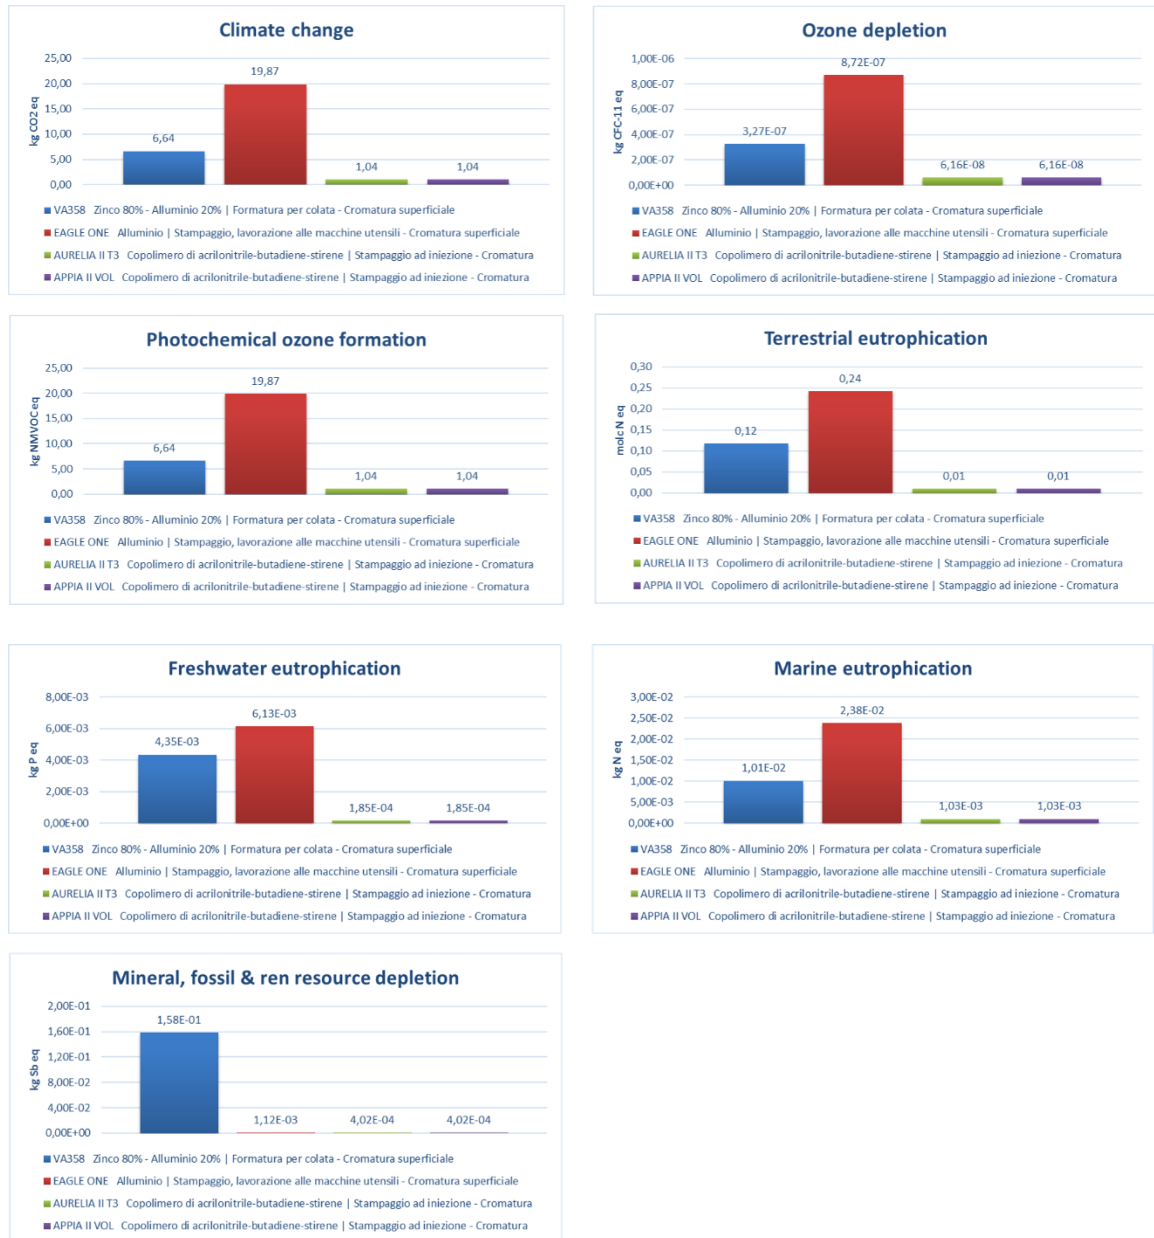 Climate change
25,00
20,00
15,00
10,00
5,00
0,00
kg CO2 eq
6,64
19,87
1,04
1,04
VA358 Zinco 80% - Alluminio 20% | Formatura per colata - Cromatura superficiale
EAGLE ONE Alluminio | Stampaggio, lavorazione alle macchine utensili - Cromatura superficiale
AURELIA II T3 Copolimero di acrilonitrile-butadiene-stirene | Stampaggio ad iniezione - Cromatura
APPIA II VOL Copolimero di acrilonitrile-butadiene-stirene | Stampaggio ad iniezione - Cromatura
Ozone depletion
1,00E-06
8,00E-07
6,00E-07
4,00E-07
2,00E-07
0,00E+00
kg CFC-11 eq
3,27E-07
8,72E-07
6,16E-08
6,16E-08
VA358 Zinco 80% - Alluminio 20% | Formatura per colata - Cromatura superficiale
EAGLE ONE Alluminio | Stampaggio, lavorazione alle macchine utensili - Cromatura superficiale
AURELIA II T3 Copolimero di acrilonitrile-butadiene-stirene | Stampaggio ad iniezione - Cromatura
APPIA II VOL Copolimero di acrilonitrile-butadiene-stirene | Stampaggio ad iniezione - Cromatura
Photochemical ozone formation
25,00
20,00
15,00
10,00
5,00
0,00
kg NMVOC eq
6,64
19,87
1,04
1,04
VA358 Zinco 80% - Alluminio 20% | Formatura per colata - Cromatura superficiale
EAGLE ONE Alluminio | Stampaggio, lavorazione alle macchine utensili - Cromatura superficiale
AURELIA II T3 Copolimero di acrilonitrile-butadiene-stirene | Stampaggio ad iniezione - Cromatura
APPIA II VOL Copolimero di acrilonitrile-butadiene-stirene | Stampaggio ad iniezione - Cromatura
Terrestrial eutrophication
0,30
0,25
0,20
0,15
0,10
0,05
0,00
molc N eq
0,12
0,24
0,01
0,01
VA358 Zinco 80% - Alluminio 20% | Formatura per colata - Cromatura superficiale
EAGLE ONE Alluminio | Stampaggio, lavorazione alle macchine utensili - Cromatura superficiale
AURELIA II T3 Copolimero di acrilonitrile-butadiene-stirene | Stampaggio ad iniezione - Cromatura
APPIA II VOL Copolimero di acrilonitrile-butadiene-stirene | Stampaggio ad iniezione - Cromatura
Freshwater eutrophication
8,00E-03
6,00E-03
4,00E-03
2,00E-03
0,00E+00
kg P eq
4,35E-03
6,13E-03
1,85E-04
1,85E-04
VA358 Zinco 80% - Alluminio 20% | Formatura per colata - Cromatura superficiale
EAGLE ONE Alluminio | Stampaggio, lavorazione alle macchine utensili - Cromatura superficiale
AURELIA II T3 Copolimero di acrilonitrile-butadiene-stirene | Stampaggio ad iniezione - Cromatura
APPIA II VOL Copolimero di acrilonitrile-butadiene-stirene | Stampaggio ad iniezione - Cromatura
Marine eutrophication
3,00E-02
2,50E-02
2,00E-02
1,50E-02
1,00E-02
5,00E-03
0,00E+00
kg N eq
1,01E-02
2,38E-02
1,03E-03
1,03E-03
VA358 Zinco 80% - Alluminio 20% | Formatura per colata - Cromatura superficiale
EAGLE ONE Alluminio | Stampaggio, lavorazione alle macchine utensili - Cromatura superficiale
AURELIA II T3 Copolimero di acrilonitrile-butadiene-stirene | Stampaggio ad iniezione - Cromatura
APPIA II VOL Copolimero di acrilonitrile-butadiene-stirene | Stampaggio ad iniezione - Cromatura
Mineral, fossil & ren resource depletion
2,00E-01
1,60E-01
1,20E-01
8,00E-02
4,00E-02
0,00E+00
kg Sb eq
1,58E-01
1,12E-03
4,02E-04
4,02E-04
VA358 Zinco 80% - Alluminio 20% | Formatura per colata - Cromatura superficiale
EAGLE ONE Alluminio | Stampaggio, lavorazione alle macchine utensili - Cromatura superficiale
AURELIA II T3 Copolimero di acrilonitrile-butadiene-stirene | Stampaggio ad iniezione - Cromatura
APPIA II VOL Copolimero di acrilonitrile-butadiene-stirene | Stampaggio ad iniezione - Cromatura